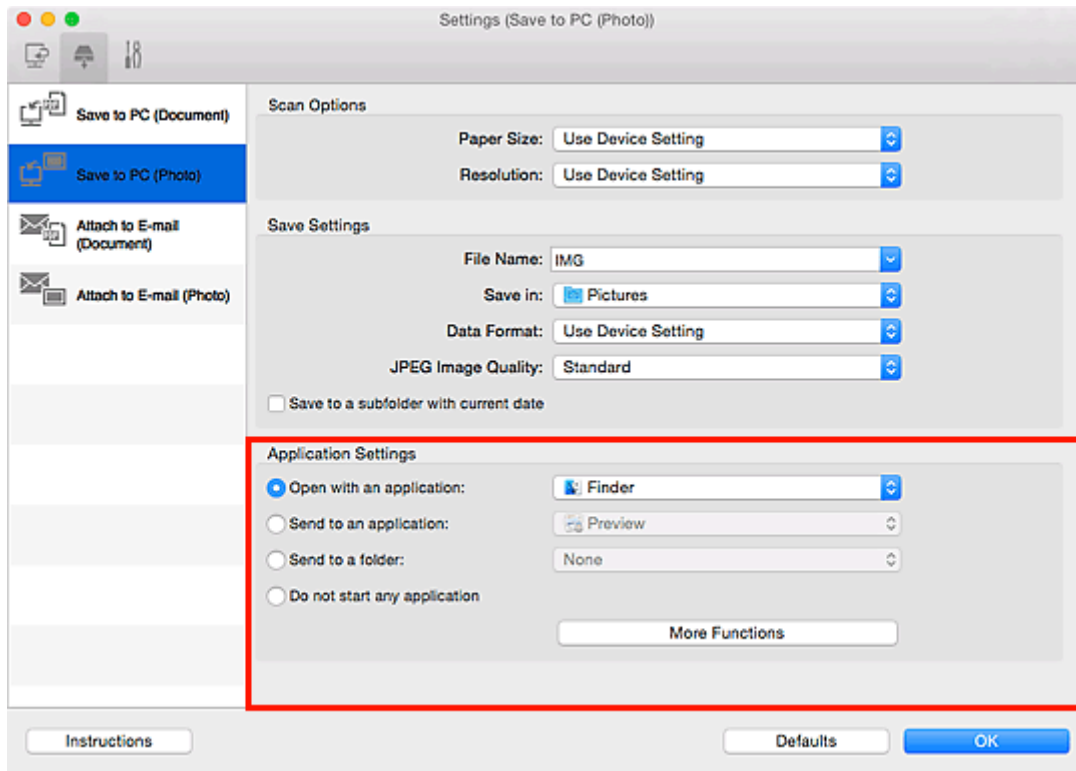 Settings (Save to PC (Photo))
Save to PC (Document)
Save to PC (Photo)
Attach to E-mail
(Document)
Attach to E-mail (Photo)
Scan Options
Paper Size: Use Device Setting
Resolution: Use Device Setting
Save Settings
File Name: IMG
Save in: Pictures
Data Format: Use Device Setting
JPEG Image Quality: Standard
Save to a subfolder with current date
Application Settings
Open with an application: Finder
Send to an application: Preview
Send to a folder: None
Do not start any application
More Functions
Instructions Defaults OK